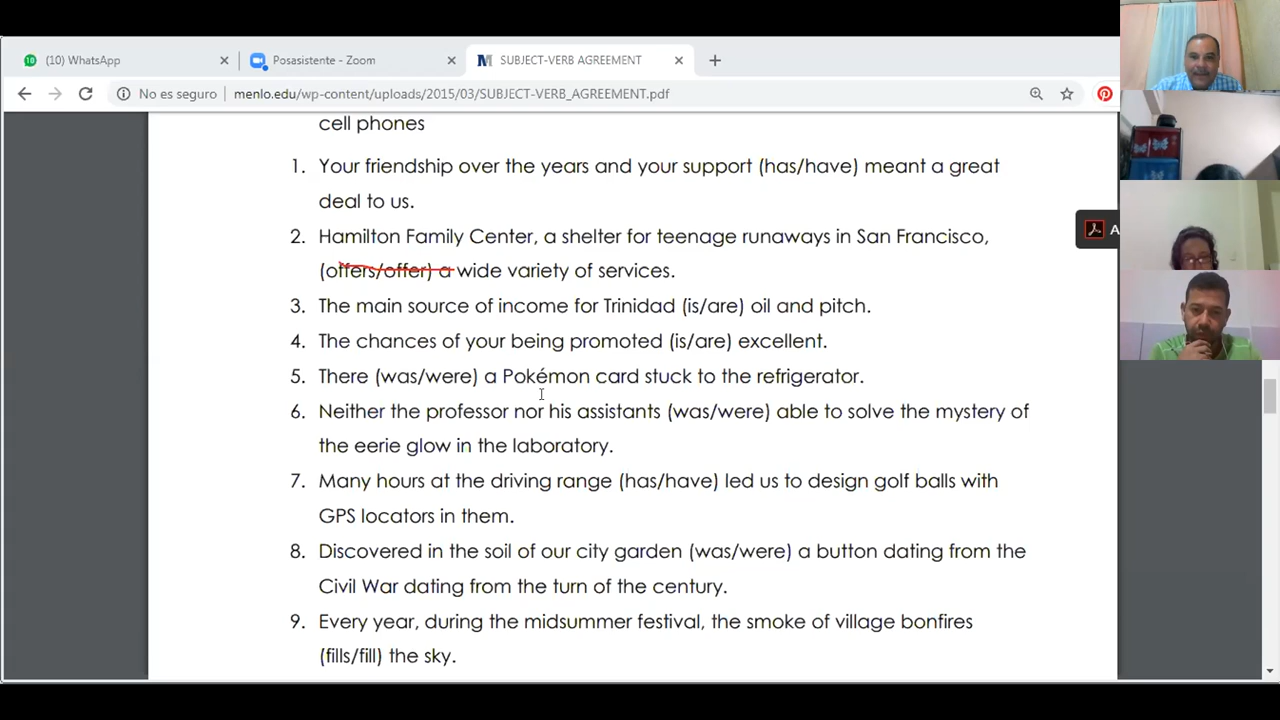 (10) WhatsApp
Posasistente - Zoom
SUBJECT-VERB AGREEMENT
No es seguro
menlo.edu/wp-content/uploads/2015/03/SUBJECT-VERB_AGREEMENT.pdf
cell phones
1. Your friendship over the years and your support (has/have) meant a great
deal to us.
2. Hamilton Family Center, a shelter for teenage runaways in San Francisco,
(offers/offer) a wide variety of services.
3. The main source of income for Trinidad (is/are) oil and pitch.
4. The chances of your being promoted (is/are) excellent.
5. There (was/were) a Pokémon card stuck to the refrigerator.
6. Neither the professor nor his assistants (was/were) able to solve the mystery of
the eerie glow in the laboratory.
7. Many hours at the driving range (has/have) led us to design golf balls with
GPS locators in them.
8. Discovered in the soil of our city garden (was/were) a button dating from the
Civil War dating from the turn of the century.
9. Every year, during the midsummer festival, the smoke of village bonfires
(fills/fill) the sky.